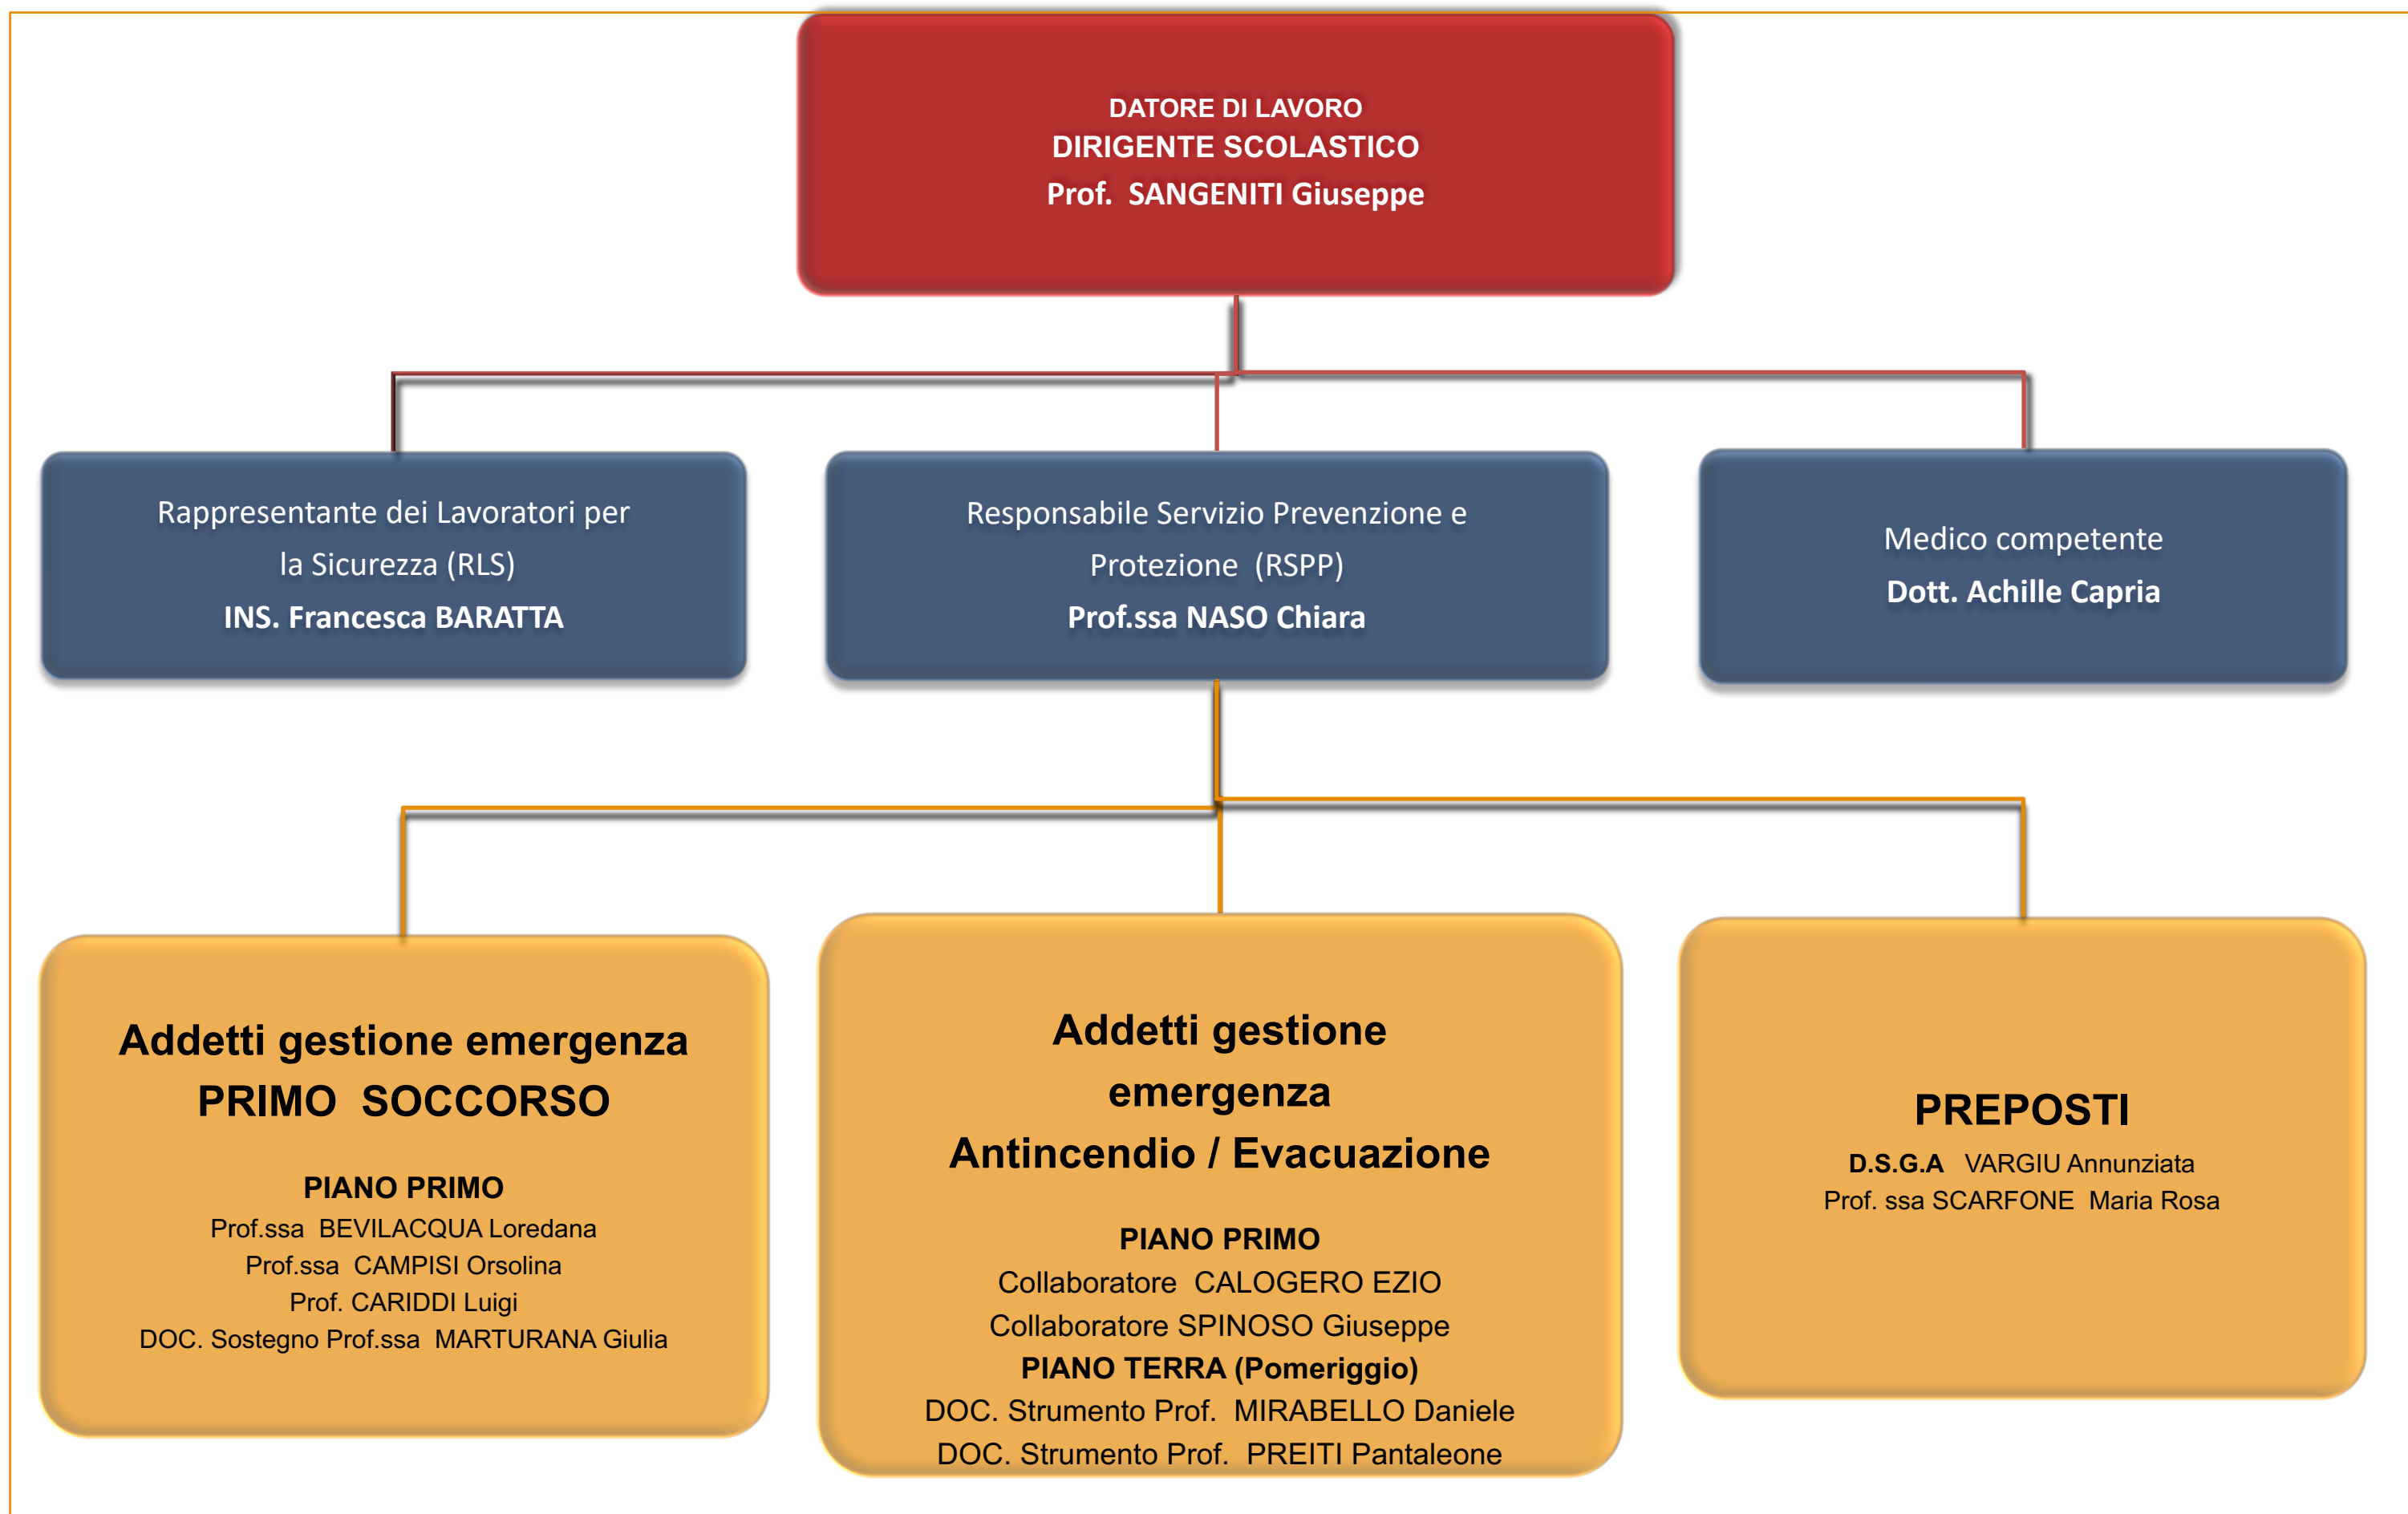 DATORE DI LAVORO
DIRIGENTE SCOLASTICO
Prof. SANGENITI Giuseppe
Rappresentante dei Lavoratori per
la Sicurezza (RLS)
INS. Francesca BARATTA
Responsabile Servizio Prevenzione e
Protezione (RSPP)
Prof.ssa NASO Chiara
Medico competente
Dott. Achille Capria
Addetti gestione emergenza
PRIMO SOCCORSO
PIANO PRIMO
Prof.ssa BEVILACQUA Loredana
Prof.ssa CAMPISI Orsolina
Prof. CARIDDI Luigi
DOC. Sostegno Prof.ssa MARTURANA Giulia
Addetti gestione
emergenza
Antincendio / Evacuazione
PIANO PRIMO
Collaboratore CALOGERO EZIO
Collaboratore SPINOSO Giuseppe
PIANO TERRA (Pomeriggio)
DOC. Strumento Prof. MIRABELLO Daniele
DOC. Strumento Prof. PREITI Pantaleone
PREPOSTI
D.S.G.A VARGIU Annunziata
Prof. ssa SCARFONE Maria Rosa